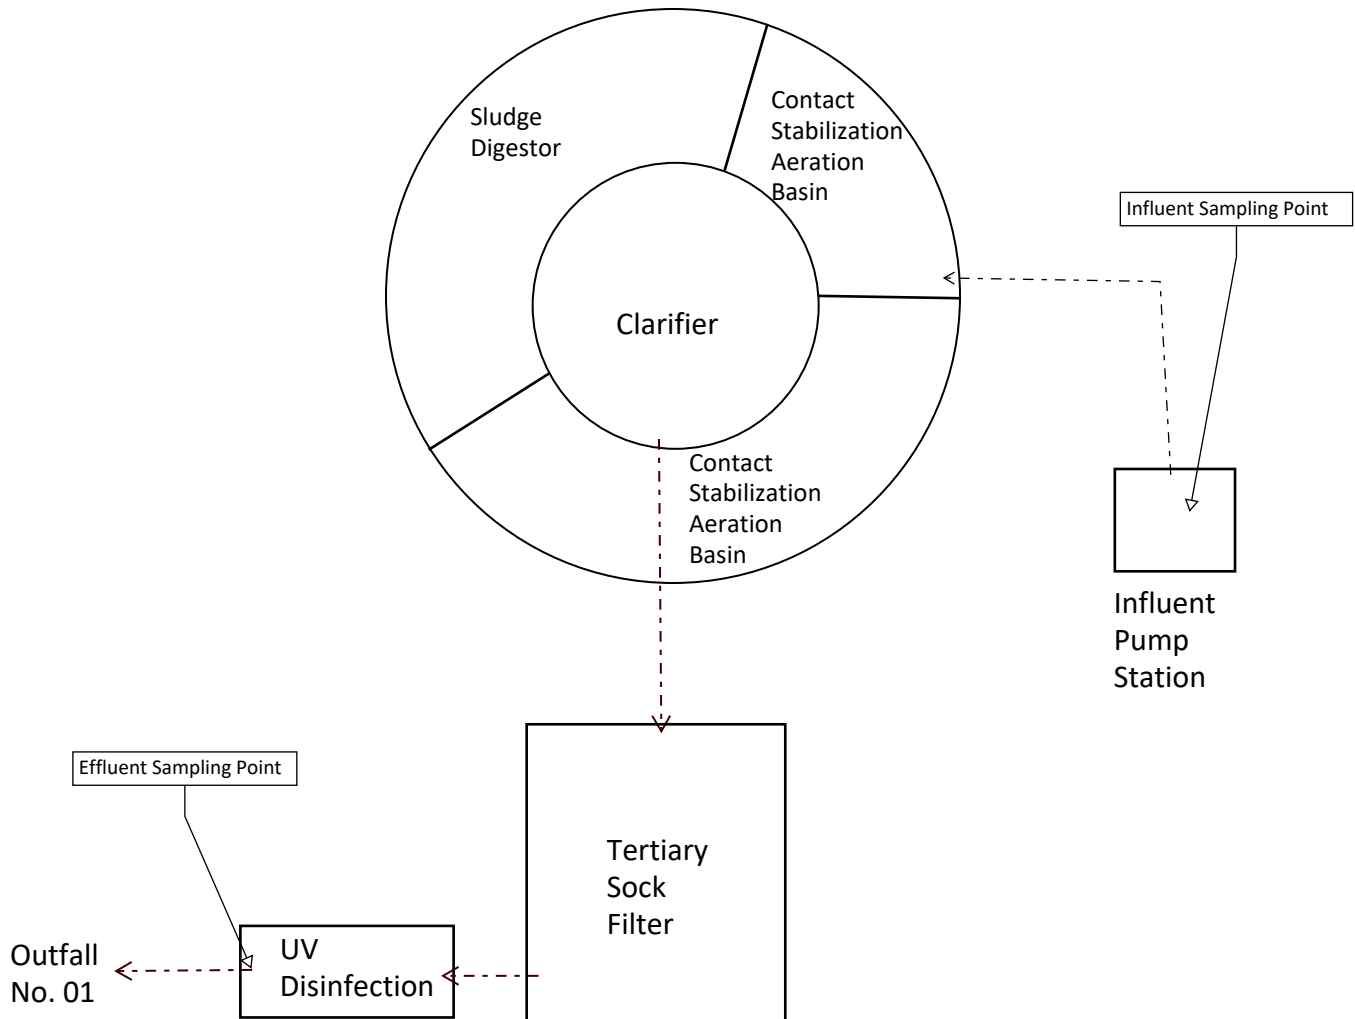 Sludge
Digestor
Contact
Stabilization
Aeration
Basin
Influent Sampling Point
Clarifier
Contact
Stabilization
Aeration
Basin
Influent
Pump
Station
Effluent Sampling Point
Tertiary
Sock
Filter
UV
Disinfection
Outfall
No. 01